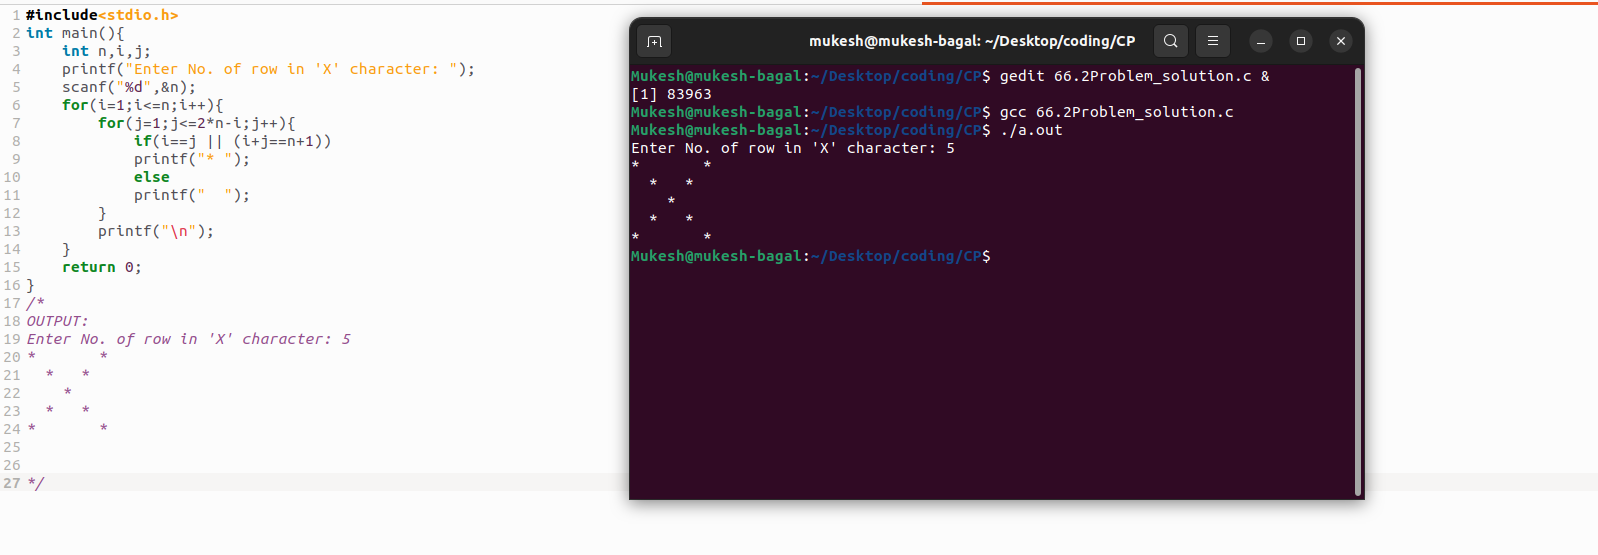 1 #include<stdio.h>
2 int main(){
3     int n,i,j;
4     printf("Enter No. of row in 'X' character: ");
5     scanf("%d",&n);
6     for(i=1;i<=n;i++){
7         for(j=1;j<=2*n-i;j++){
8             if(i==j || (i+j==n+1))
9             printf("* ");
10             else
11             printf("  ");
12         }
13         printf("\n");
14     }
15     return 0;
16 }
17 /*
18 OUTPUT:
19 Enter No. of row in 'X' character: 5
20 *       *
21   *   *
22     *
23   *   *
24 *       *
25
26
27 */
mukesh@mukesh-bagal: ~/Desktop/coding/CP
Mukesh@mukesh-bagal:~/Desktop/coding/CP$ gedit 66.2Problem_solution.c &
[1] 83963
Mukesh@mukesh-bagal:~/Desktop/coding/CP$ gcc 66.2Problem_solution.c
Mukesh@mukesh-bagal:~/Desktop/coding/CP$ ./a.out
Enter No. of row in 'X' character: 5
*       *
  *   *
    *
  *   *
*       *
Mukesh@mukesh-bagal:~/Desktop/coding/CP$